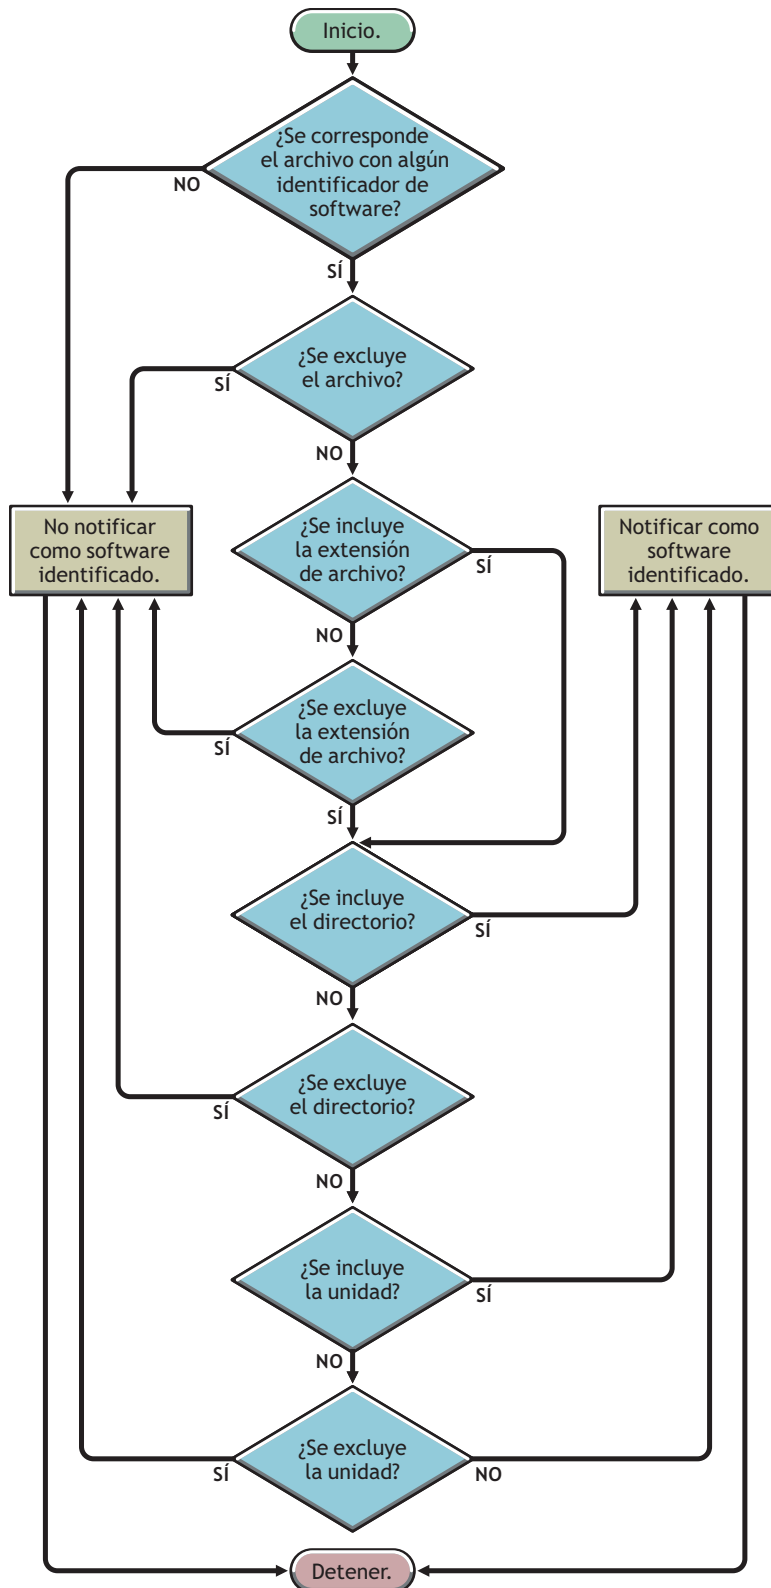 Inicio.
¿Se corresponde
el archivo con algún
identificador de
software?
NO
SÍ
¿Se excluye
el archivo?
SÍ
NO
No notificar
como software
identificado.
¿Se incluye
la extensión
de archivo?
SÍ
Notificar como
software
identificado.
NO
¿Se excluye
la extensión
de archivo?
SÍ
SÍ
¿Se incluye
el directorio?
SÍ
NO
¿Se excluye
el directorio?
SÍ
NO
¿Se incluye
la unidad?
SÍ
NO
¿Se excluye
la unidad?
SÍ
NO
Detener.